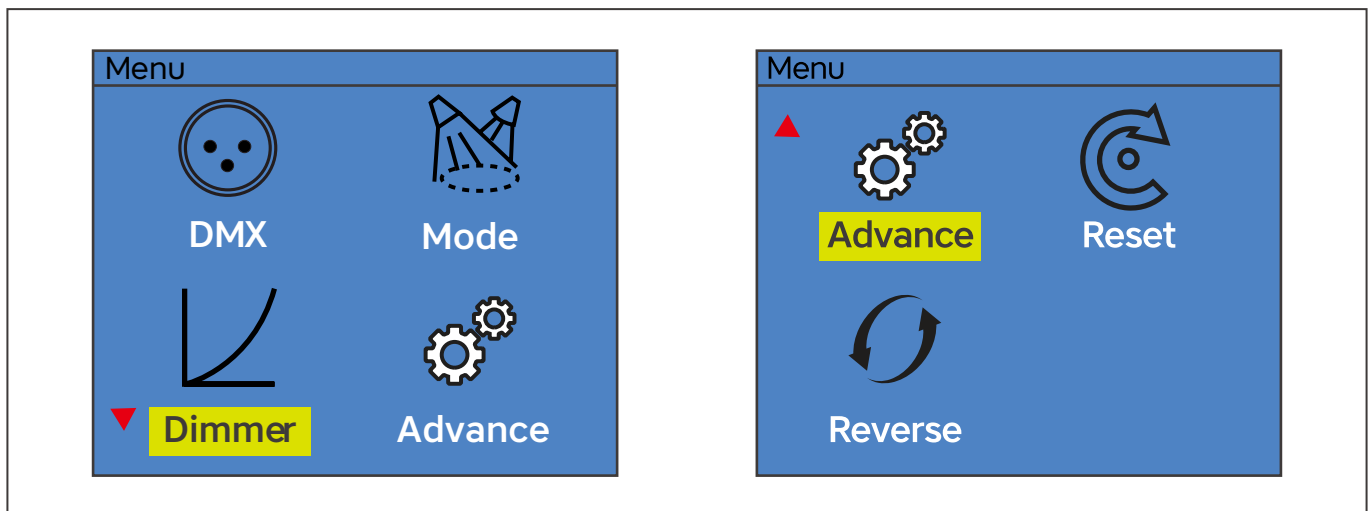 Menu
DMX
Mode
Dimmer
Advance
Menu
Advance
Reset
Reverse